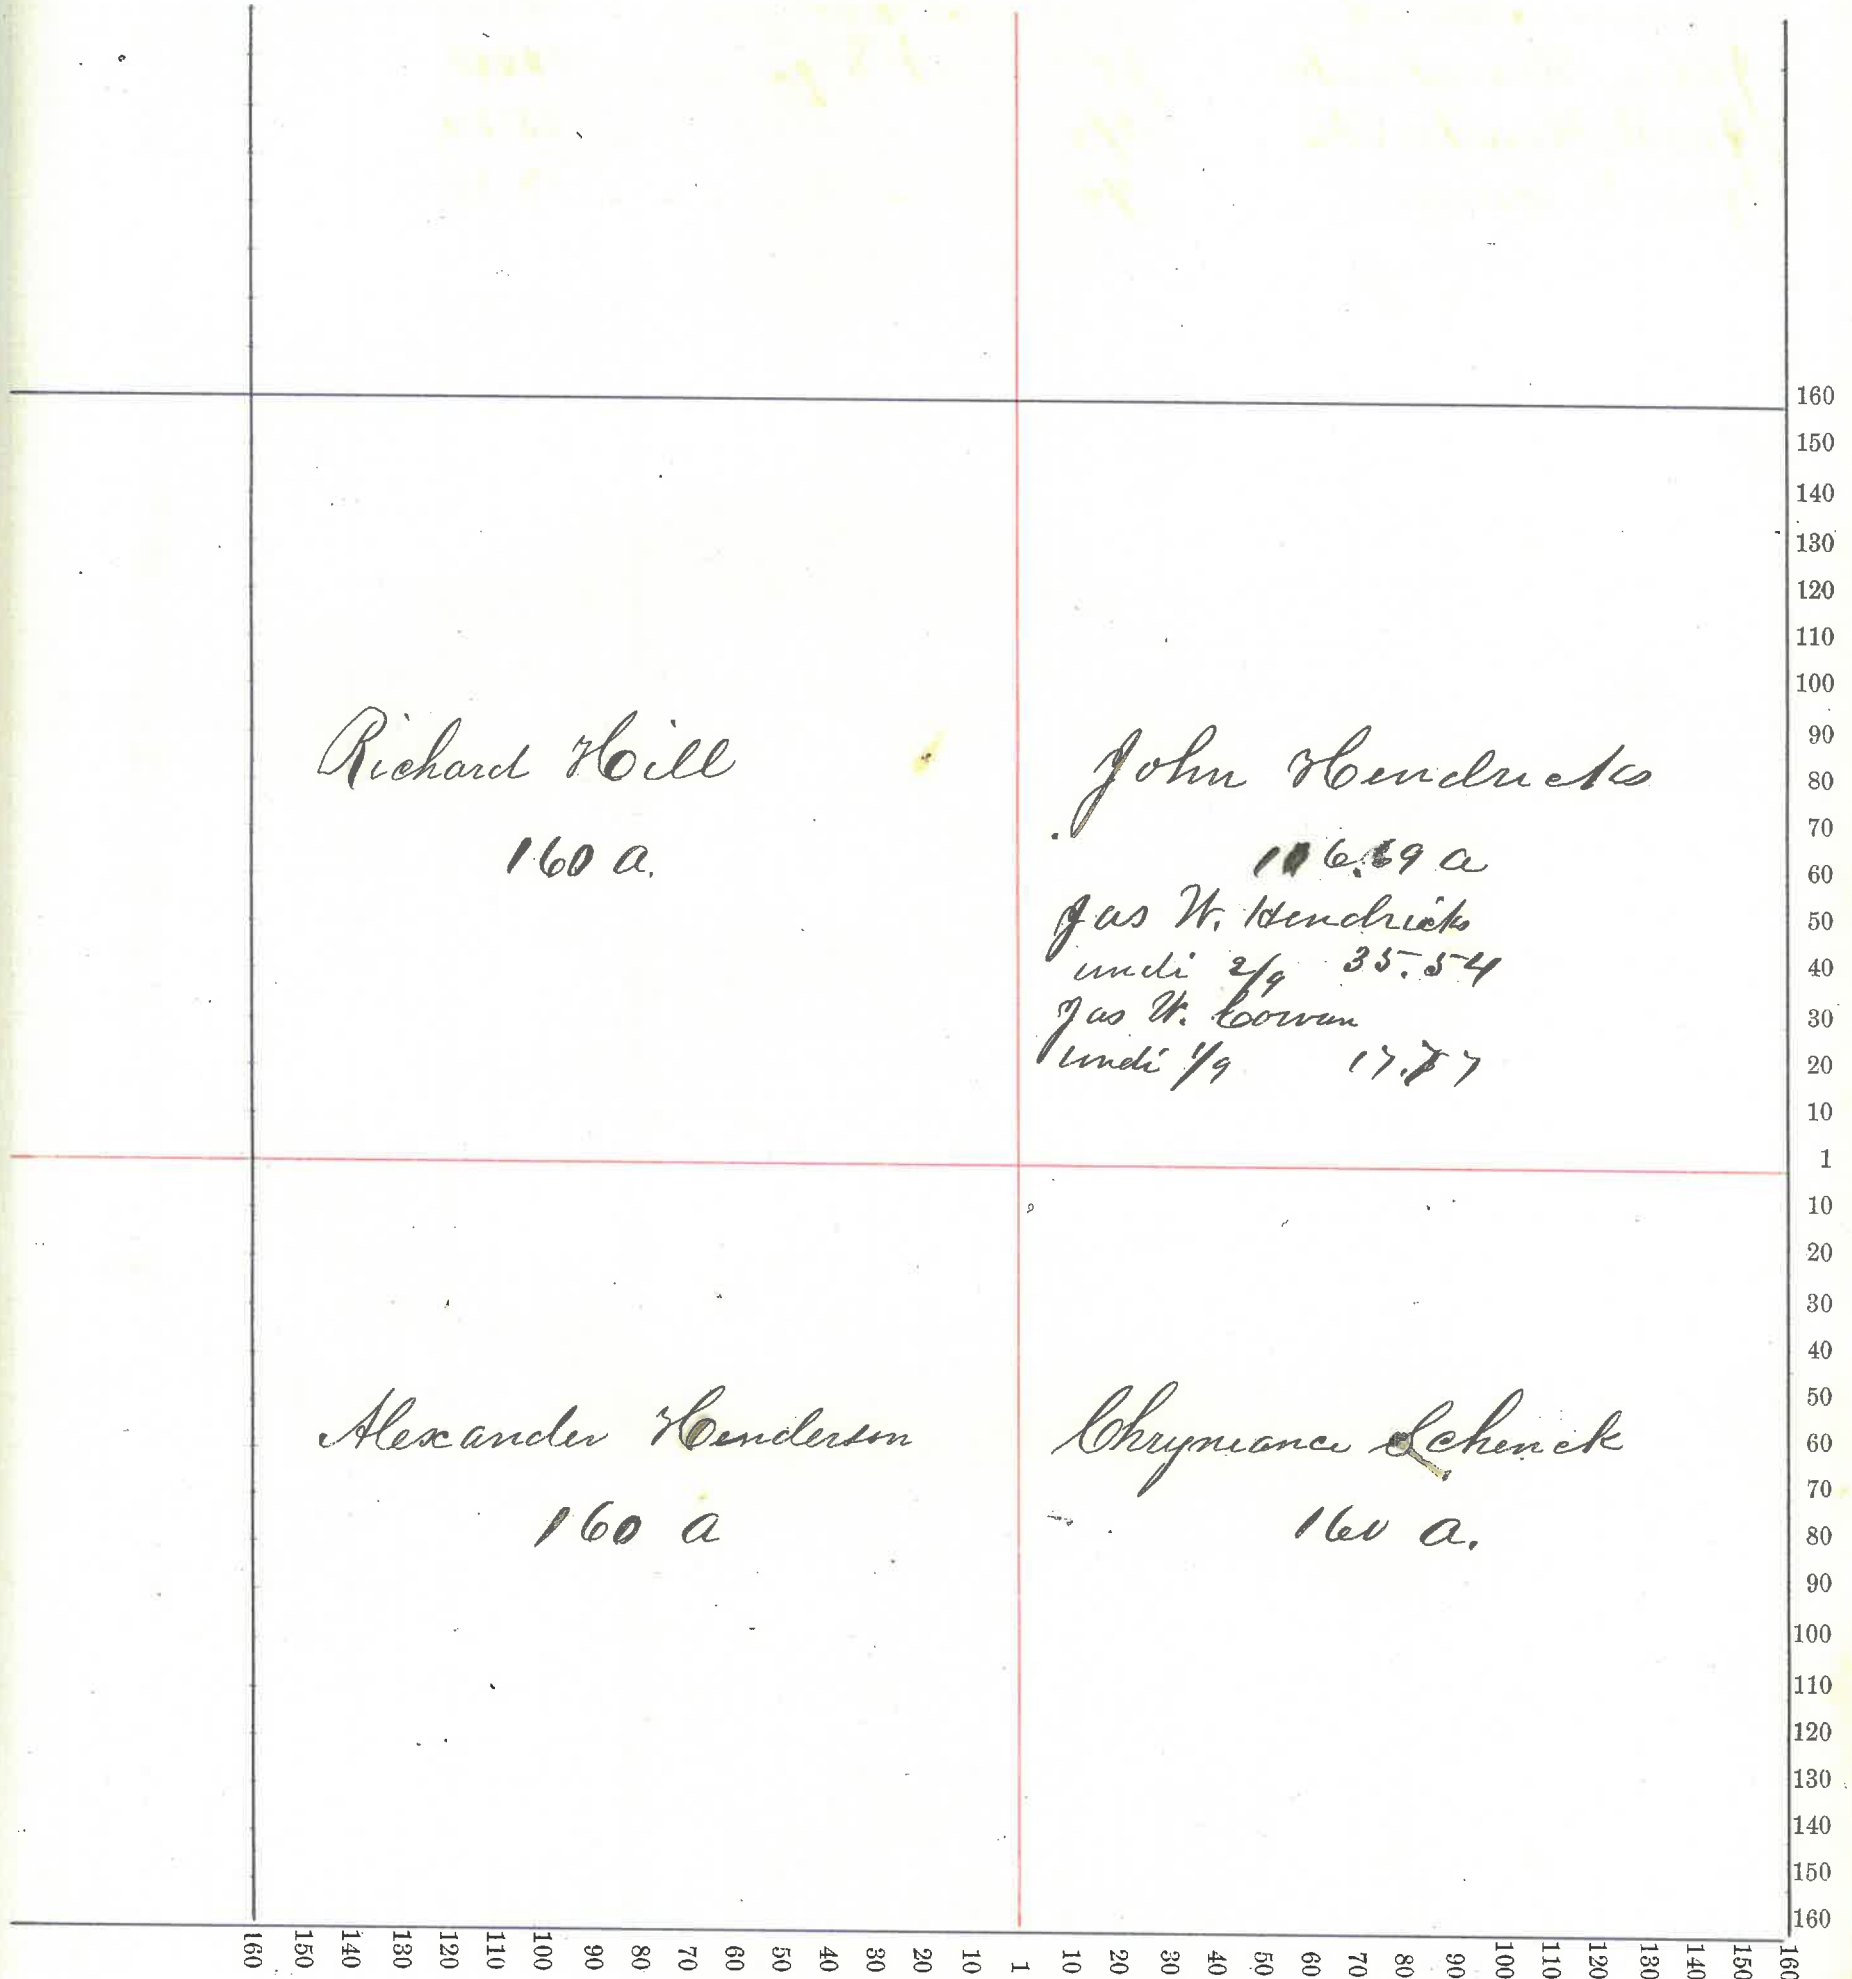 160
150
140
130
120
110
100
90
80
70
60
50
40
30
20
10
1
10
20
30
40
50
60
70
80
90
100
110
120
130
140
150
160
Richard Hill
160 a.
John Hendricks
106.69 a
Jas W. Hendricks
undi 2/9 35.54
Jas W. Cowan
undi 1/9 17.77
Alexander Henderson
160 a
Chrynance Schenck
160 a.
160 150 140 130 120 110 100 90 80 70 60 50 40 30 20 10 1 10 20 30 40 50 60 70 80 90 100 110 120 130 140 150 160